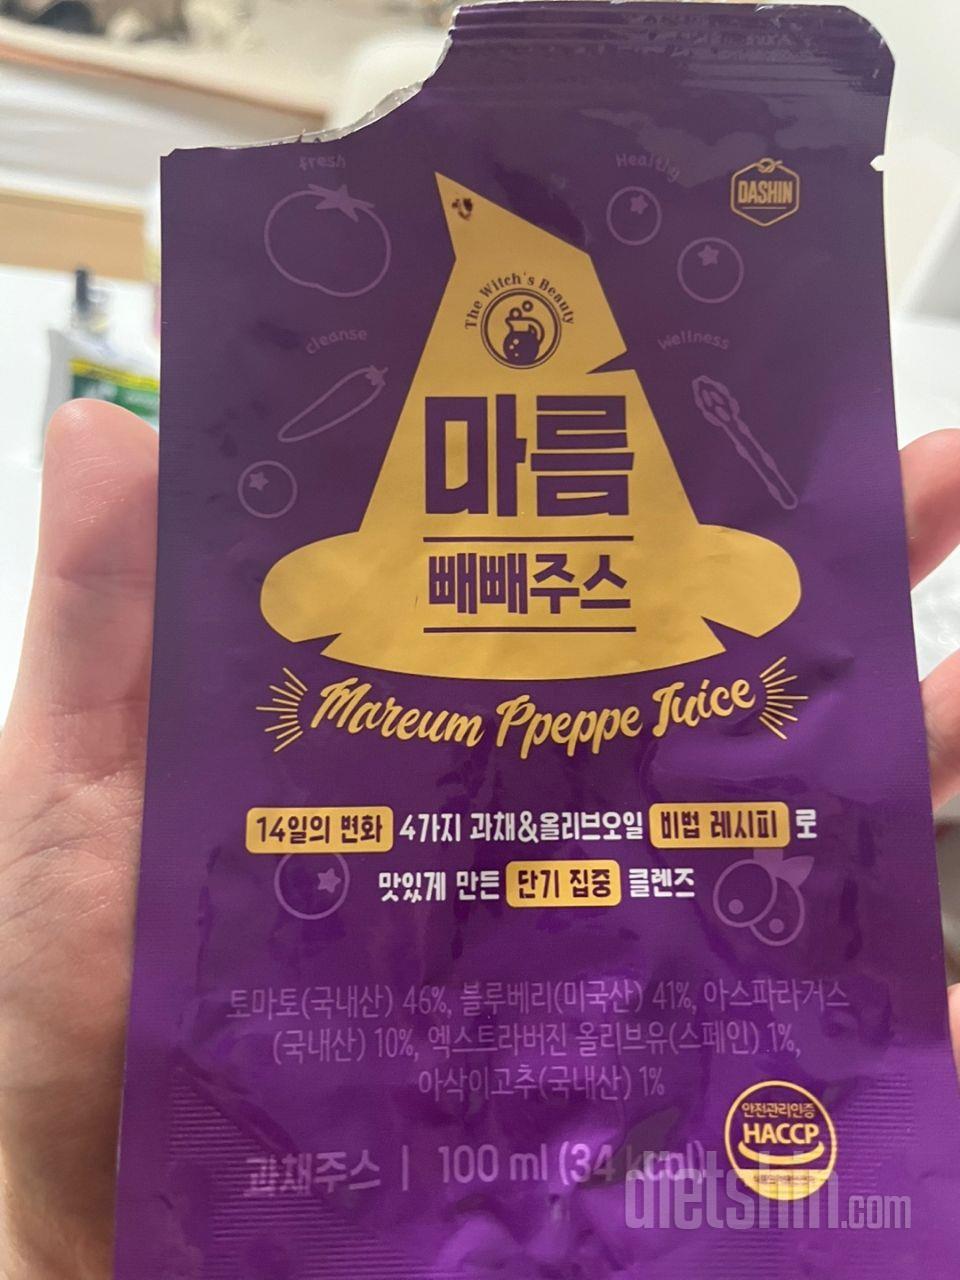 fresh
Healthy
DASHIN
The Witch's Beauty
cleanse
Wellness
마름
빼빼주스
Mareum Ppeppe Juice
14일의 변화 4가지 과채&올리브오일 비법 레시피로
맛있게 만든 단기 집중 클렌즈
토마토(국내산) 46%, 블루베리(미국산) 41%, 아스파라거스
(국내산) 10%, 엑스트라버진 올리브유(스페인) 1%,
아삭이고추(국내산) 1%
안전관리인증
HACCP
과채주스 | 100 ml (34 kcal)
dietshin.com